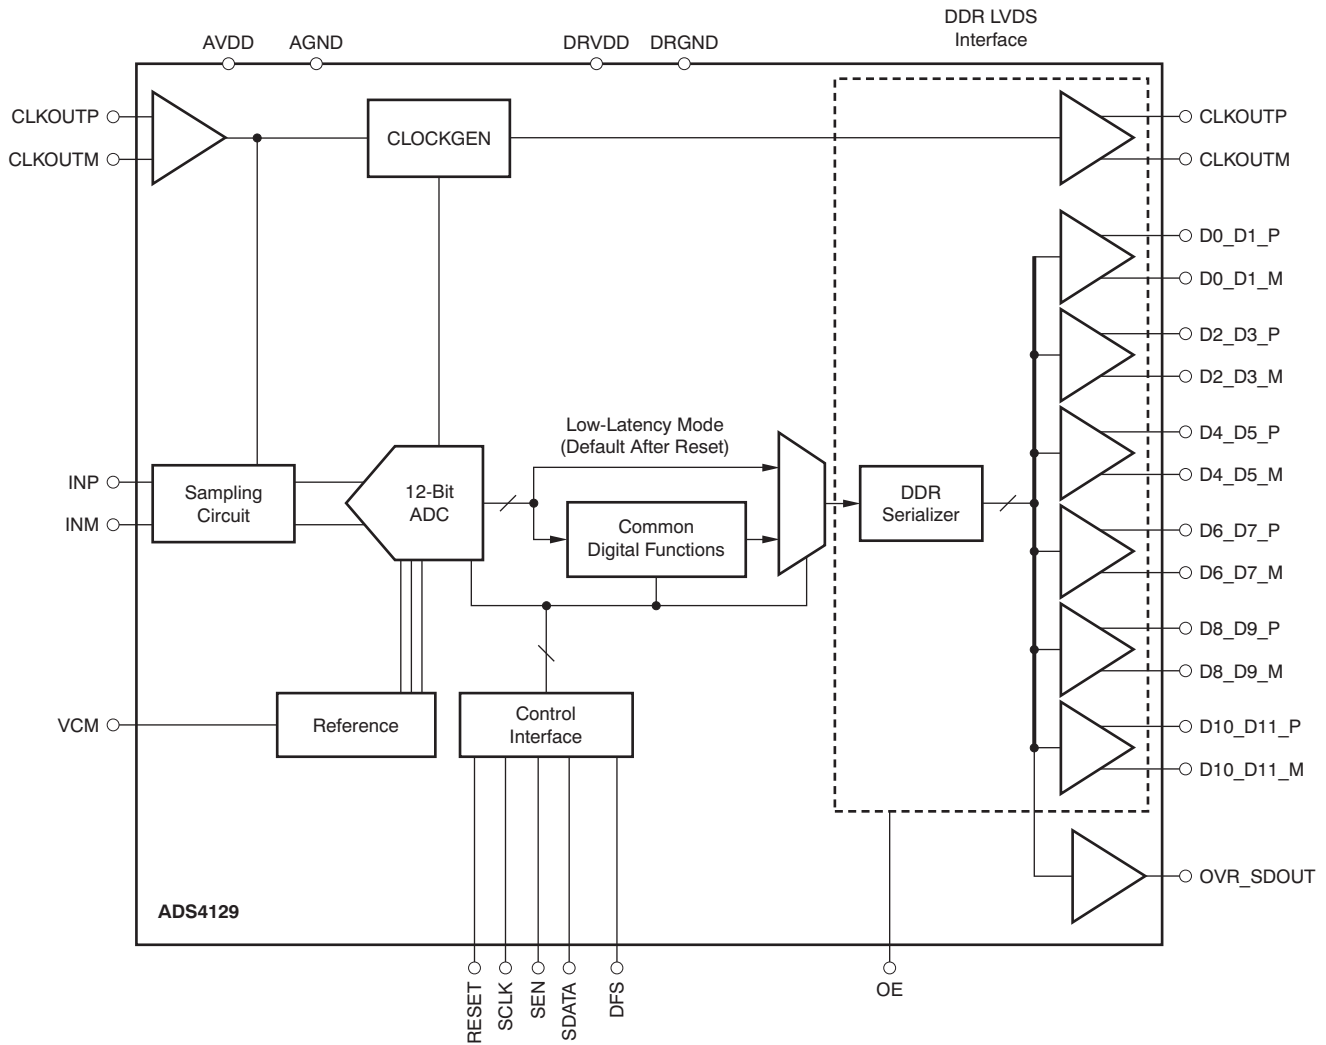 DDR LVDS
Interface
AVDD
AGND
DRVDD
DRGND
CLKOUTP
CLKOUTM
CLOCKGEN
CLKOUTP
CLKOUTM
D0_D1_P
D0_D1_M
D2_D3_P
D2_D3_M
Low-Latency Mode
(Default After Reset)
D4_D5_P
D4_D5_M
INP
INM
Sampling
Circuit
12-Bit
ADC
Common
Digital Functions
DDR
Serializer
D6_D7_P
D6_D7_M
D8_D9_P
D8_D9_M
VCM
Reference
Control
Interface
D10_D11_P
D10_D11_M
OVR_SDOUT
ADS4129
RESET
SCLK
SEN
SDATA
DFS
OE